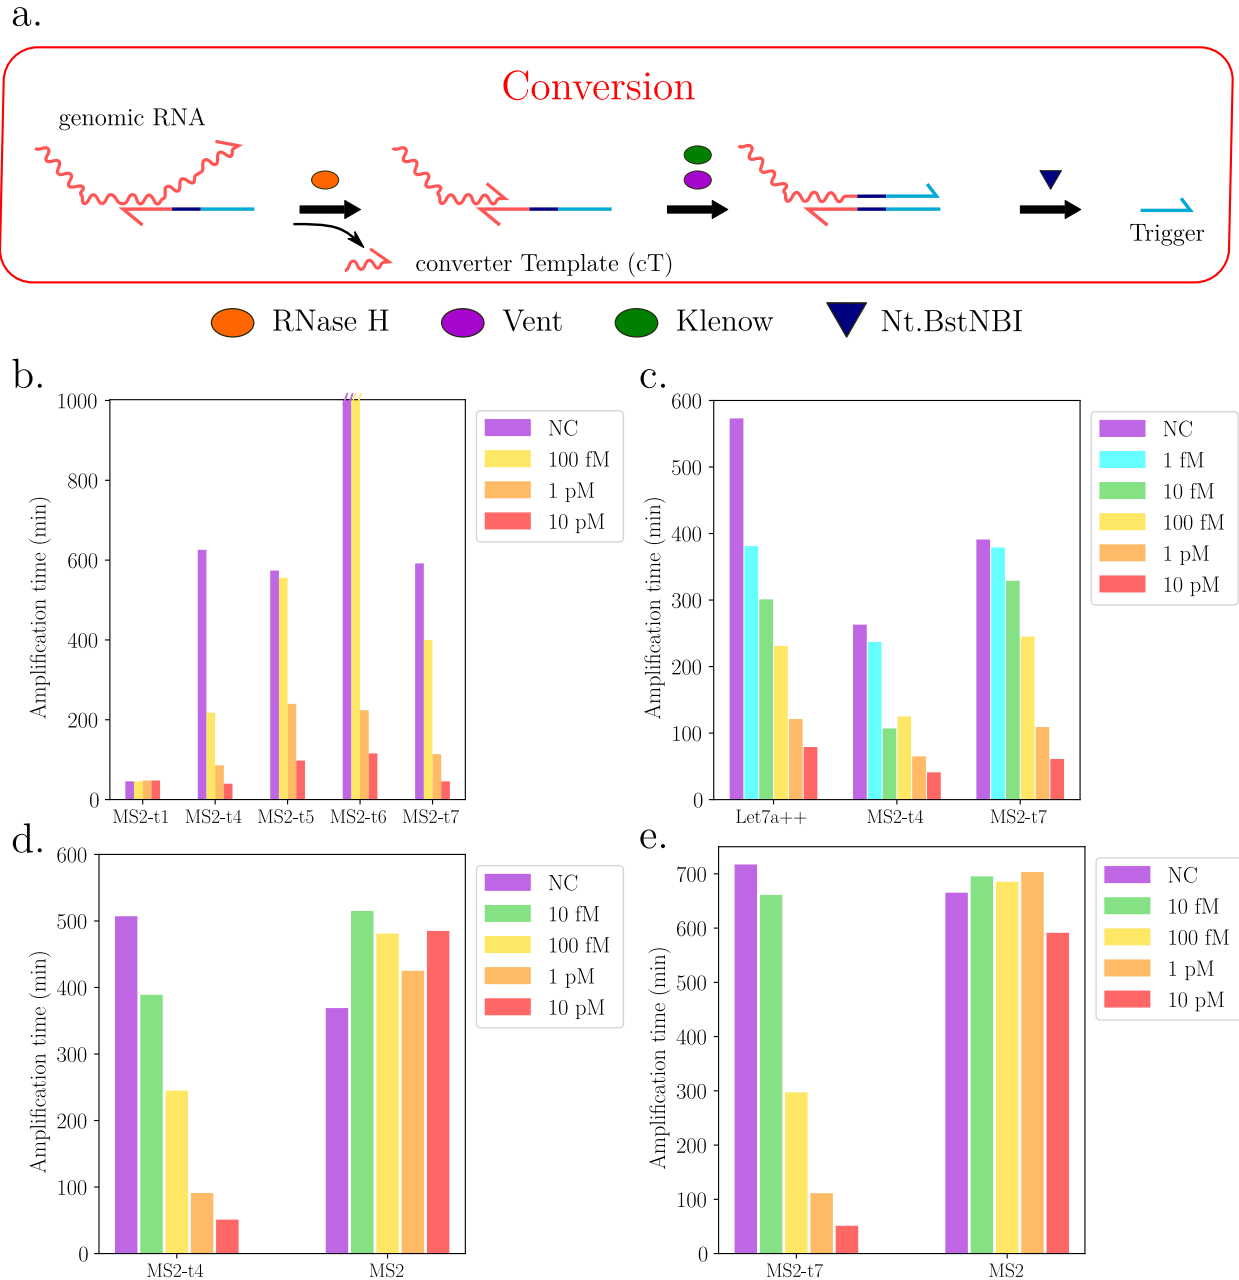 a.
Conversion
genomic RNA
converter Template (cT)
Trigger
RNase H
Vent
Klenow
Nt.BstNBI
b.
Amplification time (min)
1000
800
600
400
200
0
MS2-t1
MS2-t4
MS2-t5
MS2-t6
MS2-t7
NC
100 fM
1 pM
10 pM
c.
Amplification time (min)
600
500
400
300
200
100
0
Let7a++
MS2-t4
MS2-t7
NC
1 fM
10 fM
100 fM
1 pM
10 pM
d.
Amplification time (min)
600
500
400
300
200
100
0
MS2-t4
MS2
NC
10 fM
100 fM
1 pM
10 pM
e.
Amplification time (min)
700
600
500
400
300
200
100
0
MS2-t7
MS2
NC
10 fM
100 fM
1 pM
10 pM